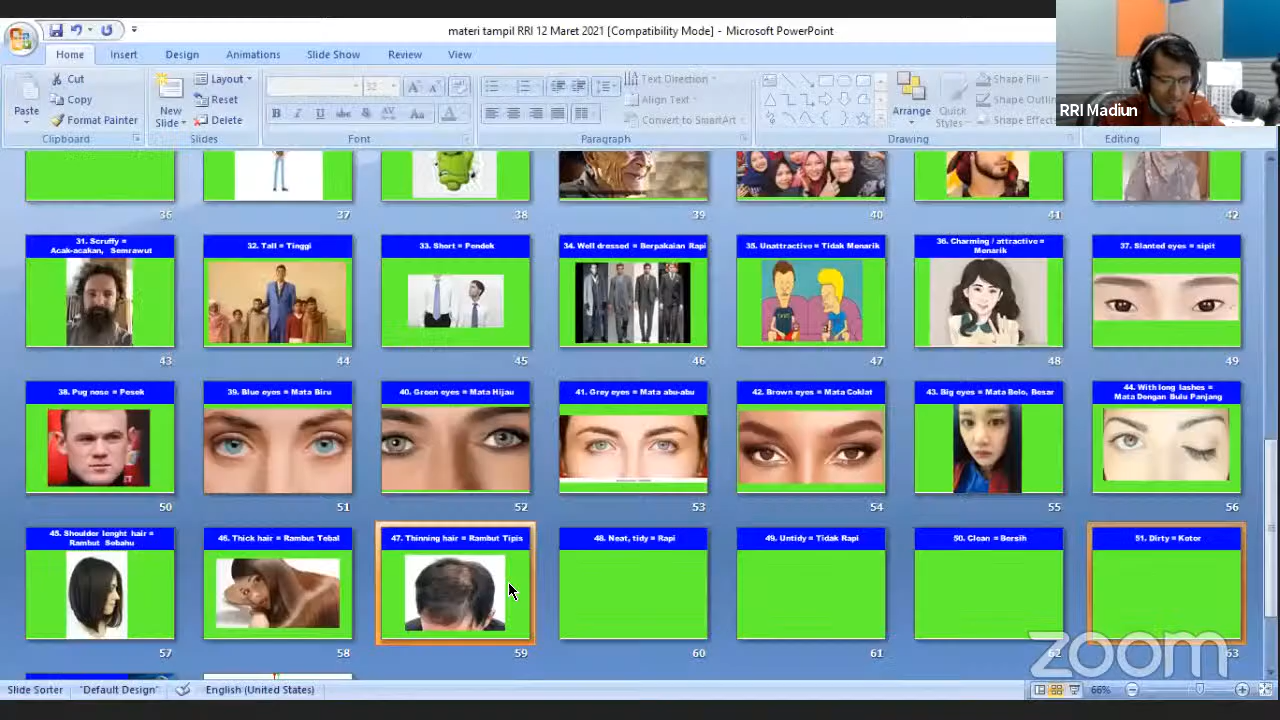 materi tampil RRI 12 Maret 2021 [Compatibility Mode] - Microsoft PowerPoint
Home Insert Design Animations Slide Show Review View
Paste
Cut
Copy
Format Painter
Clipboard
New
Slide
Layout
Reset
Delete
Slides
32
B I U abc S AV Aa A
Font
Text Direction
Align Text
Convert to SmartArt
Paragraph
Arrange
Quick
Styles
Shape Fill
Shape Outlin
Shape Effects
Drawing
Editing
RRI Madiun
36 37 38 39 40 41 42
31. Scruffy =
Acak-acakan, Semrawut
32. Tall = Tinggi
33. Short = Pendek
34. Well dressed = Berpakaian Rapi
35. Unattractive = Tidak Menarik
36. Charming / attractive =
Menarik
37. Slanted eyes = sipit
43 44 45 46 47 48 49
38. Pug nose = Pesek
39. Blue eyes = Mata Biru
40. Green eyes = Mata Hijau
41. Grey eyes = Mata abu-abu
42. Brown eyes = Mata Coklat
43. Big eyes = Mata Belo, Besar
44. With long lashes =
Mata Dengan Bulu Panjang
50 51 52 53 54 55 56
45. Shoulder lenght hair =
Rambut Sebahu
46. Thick hair = Rambut Tebal
47. Thinning hair = Rambut Tipis
48. Neat, tidy = Rapi
49. Untidy = Tidak Rapi
50. Clean = Bersih
51. Dirty = Kotor
57 58 59 60 61 62 63
zoom
Slide Sorter "Default Design" English (United States) 66%